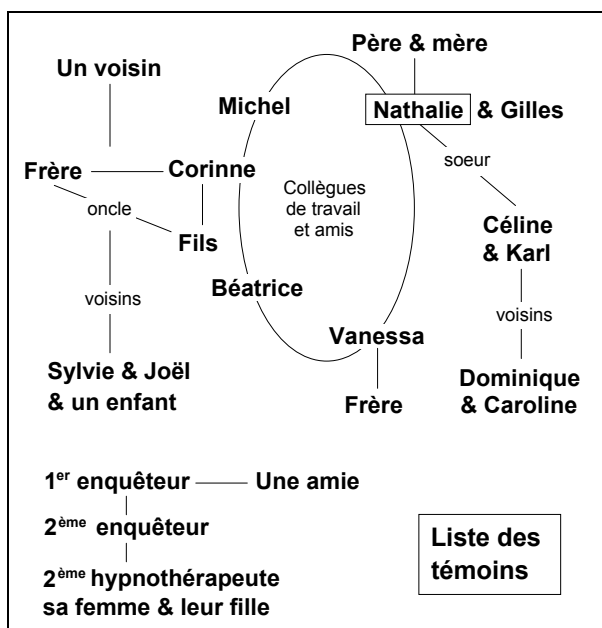 Père & mère
Un voisin
Michel
Nathalie & Gilles
soeur
Frère
Corinne
Collègues
de travail
et amis
oncle
Fils
Céline
& Karl
Béatrice
voisins
voisins
Vanessa
Sylvie & Joël
& un enfant
Frère
Dominique
& Caroline
1er enquêteur
Une amie
2ème enquêteur
2ème hypnothérapeute
sa femme & leur fille
Liste des
témoins